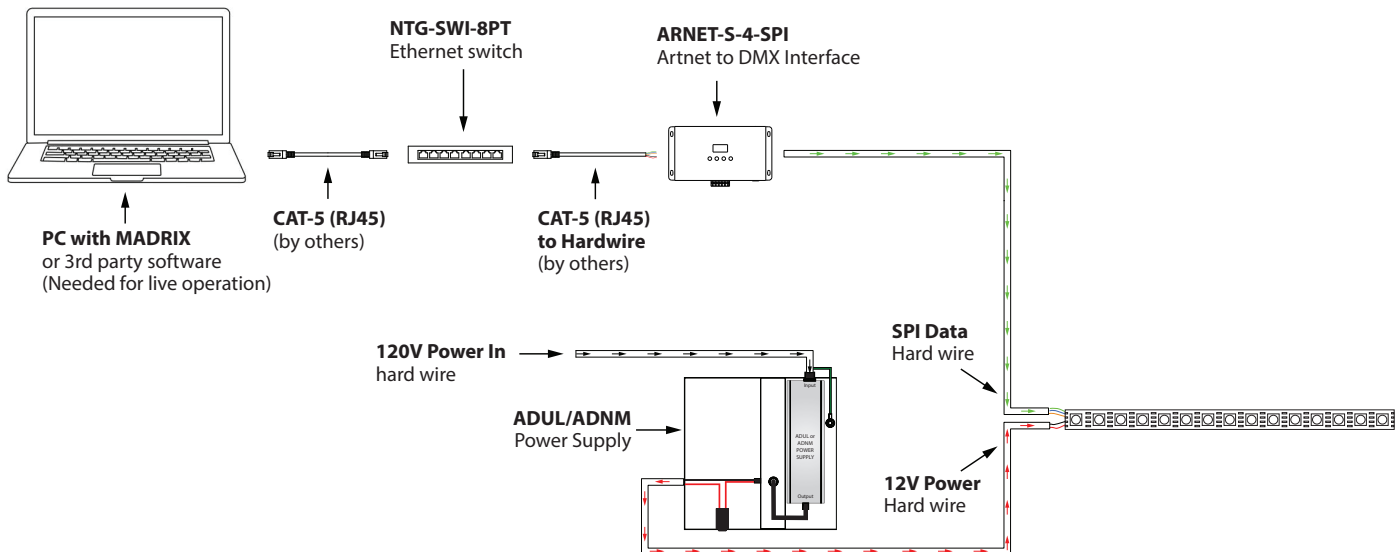 NTG-SWI-8PT
Ethernet switch
ARNET-S-4-SPI
Artnet to DMX Interface
CAT-5 (RJ45)
(by others)
CAT-5 (RJ45)
to Hardwire
(by others)
PC with MADRIX
or 3rd party software
(Needed for live operation)
120V Power In
hard wire
SPI Data
Hard wire
Input
ADUL/ADNM
Power Supply
ADUL or
ADNM
POWER
SUPPLY
Output
12V Power
Hard wire